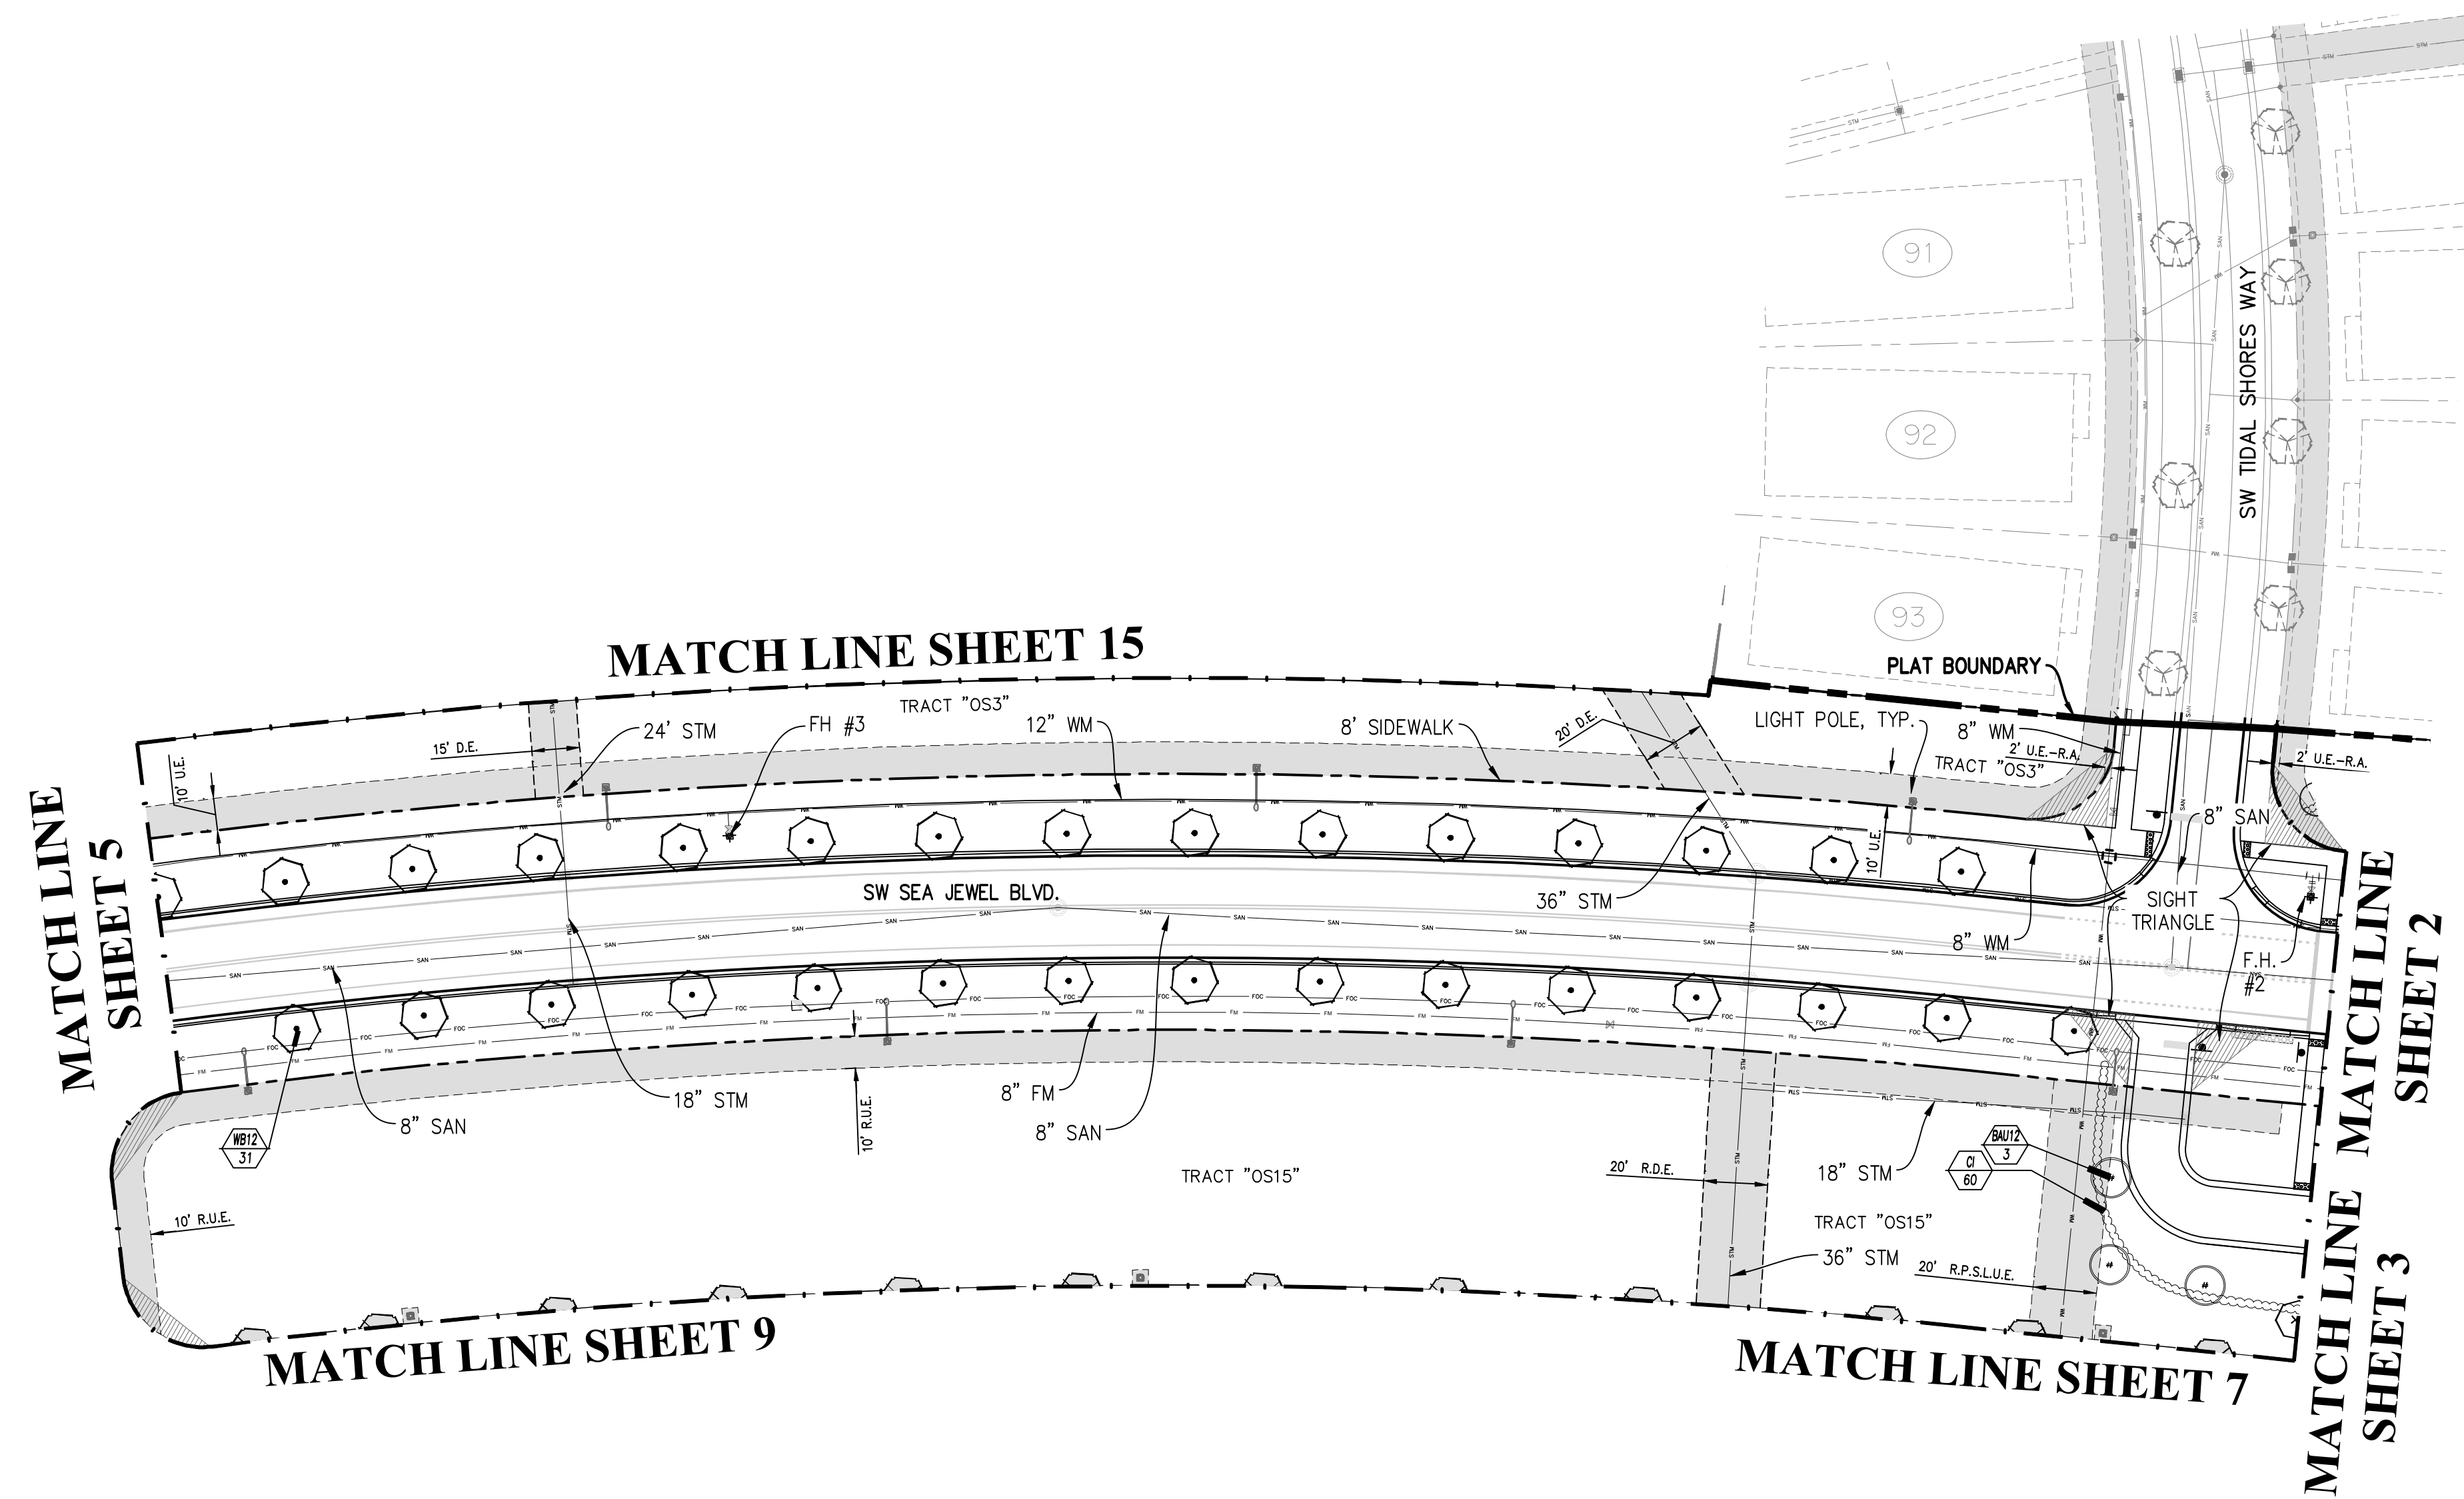 91
92
93
SW TIDAL SHORES WAY
PLAT BOUNDARY
MATCH LINE SHEET 15
TRACT "OS3"
24' STM
FH #3
12" WM
8' SIDEWALK
15' D.E.
10' U.E.
20' D.E.
LIGHT POLE, TYP.
8" WM
2' U.E.-R.A.
TRACT "OS3"
2' U.E.-R.A.
8" SAN
10' U.E.
SW SEA JEWEL BLVD.
36" STM
8" WM
SIGHT
TRIANGLE
F.H.
#2
MATCH LINE
SHEET 5
MATCH LINE
SHEET 2
8" SAN
18" STM
10' R.U.E.
8" FM
8" SAN
WB12
31
10' R.U.E.
TRACT "OS15"
20' R.D.E.
18" STM
BAU12
3
CI
60
TRACT "OS15"
36" STM
20' R.P.S.L.U.E.
MATCH LINE SHEET 9
MATCH LINE SHEET 7
MATCH LINE
SHEET 3
STM
SAN
WM
FOC
FM